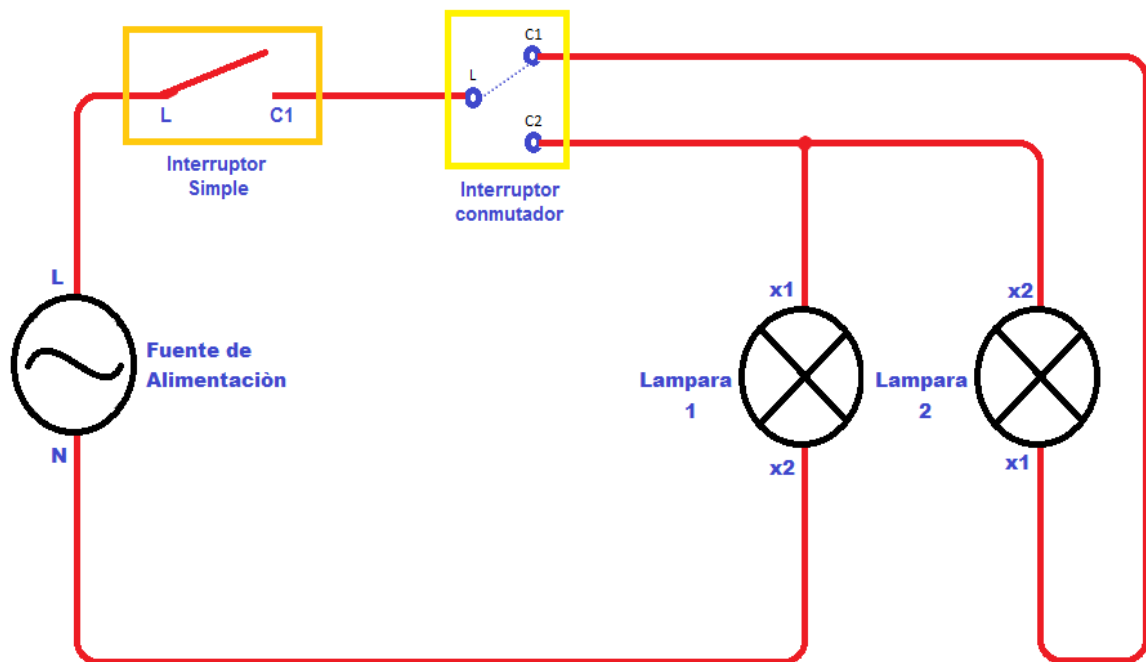 C1
L
C2
L
C1
Interruptor
Simple
Interruptor
conmutador
L
Fuente de
Alimentaciòn
N
x1
Lampara
1
x2
x2
Lampara
2
x1